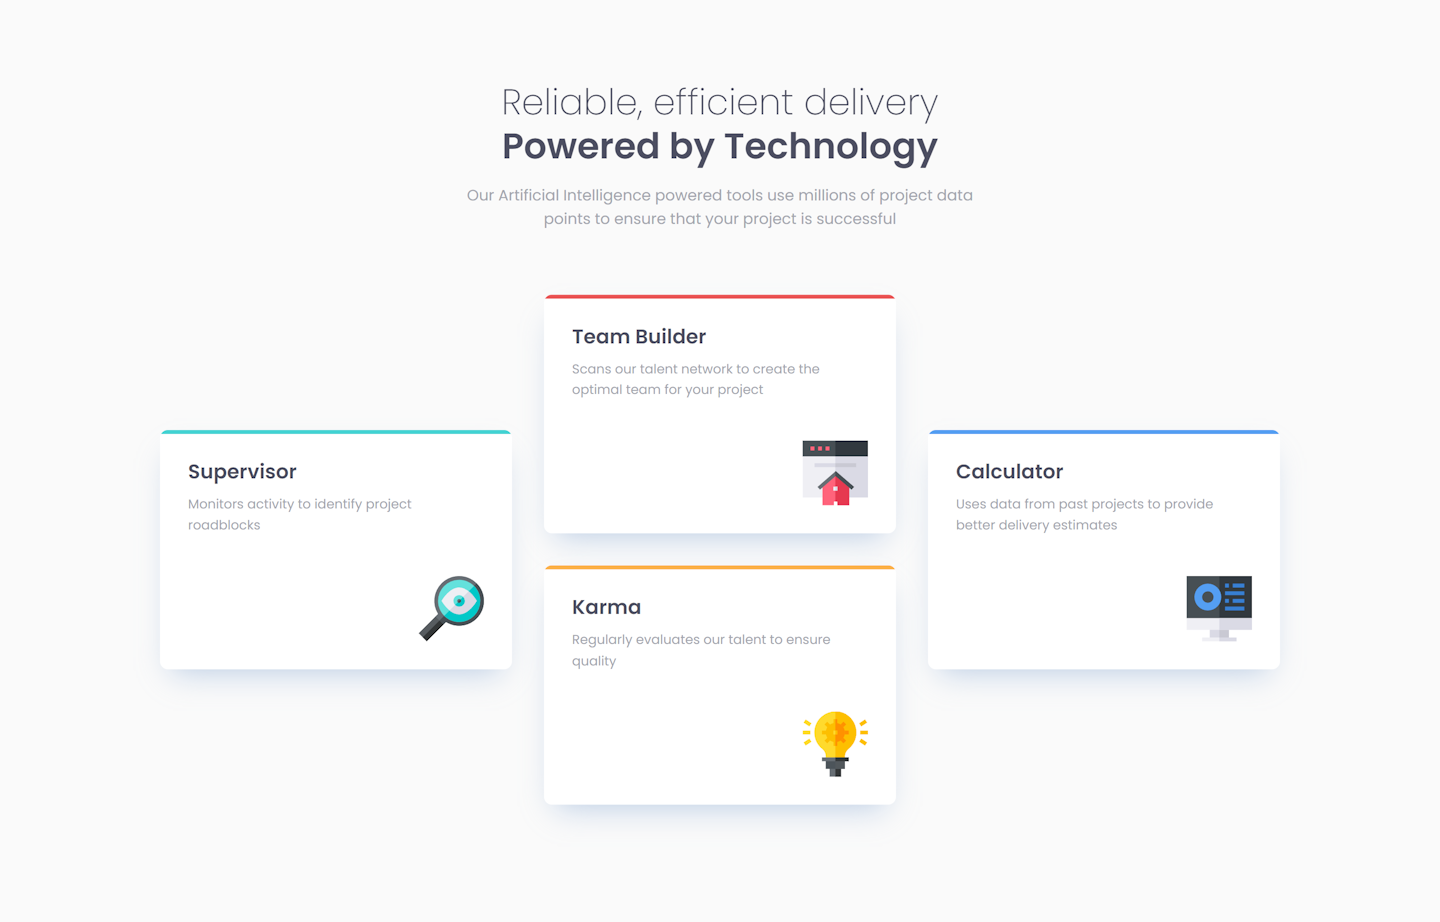 Reliable, efficient delivery
Powered by Technology
Our Artificial Intelligence powered tools use millions of project data
points to ensure that your project is successful
Supervisor
Monitors activity to identify project
roadblocks
Team Builder
Scans our talent network to create the
optimal team for your project
Karma
Regularly evaluates our talent to ensure
quality
Calculator
Uses data from past projects to provide
better delivery estimates